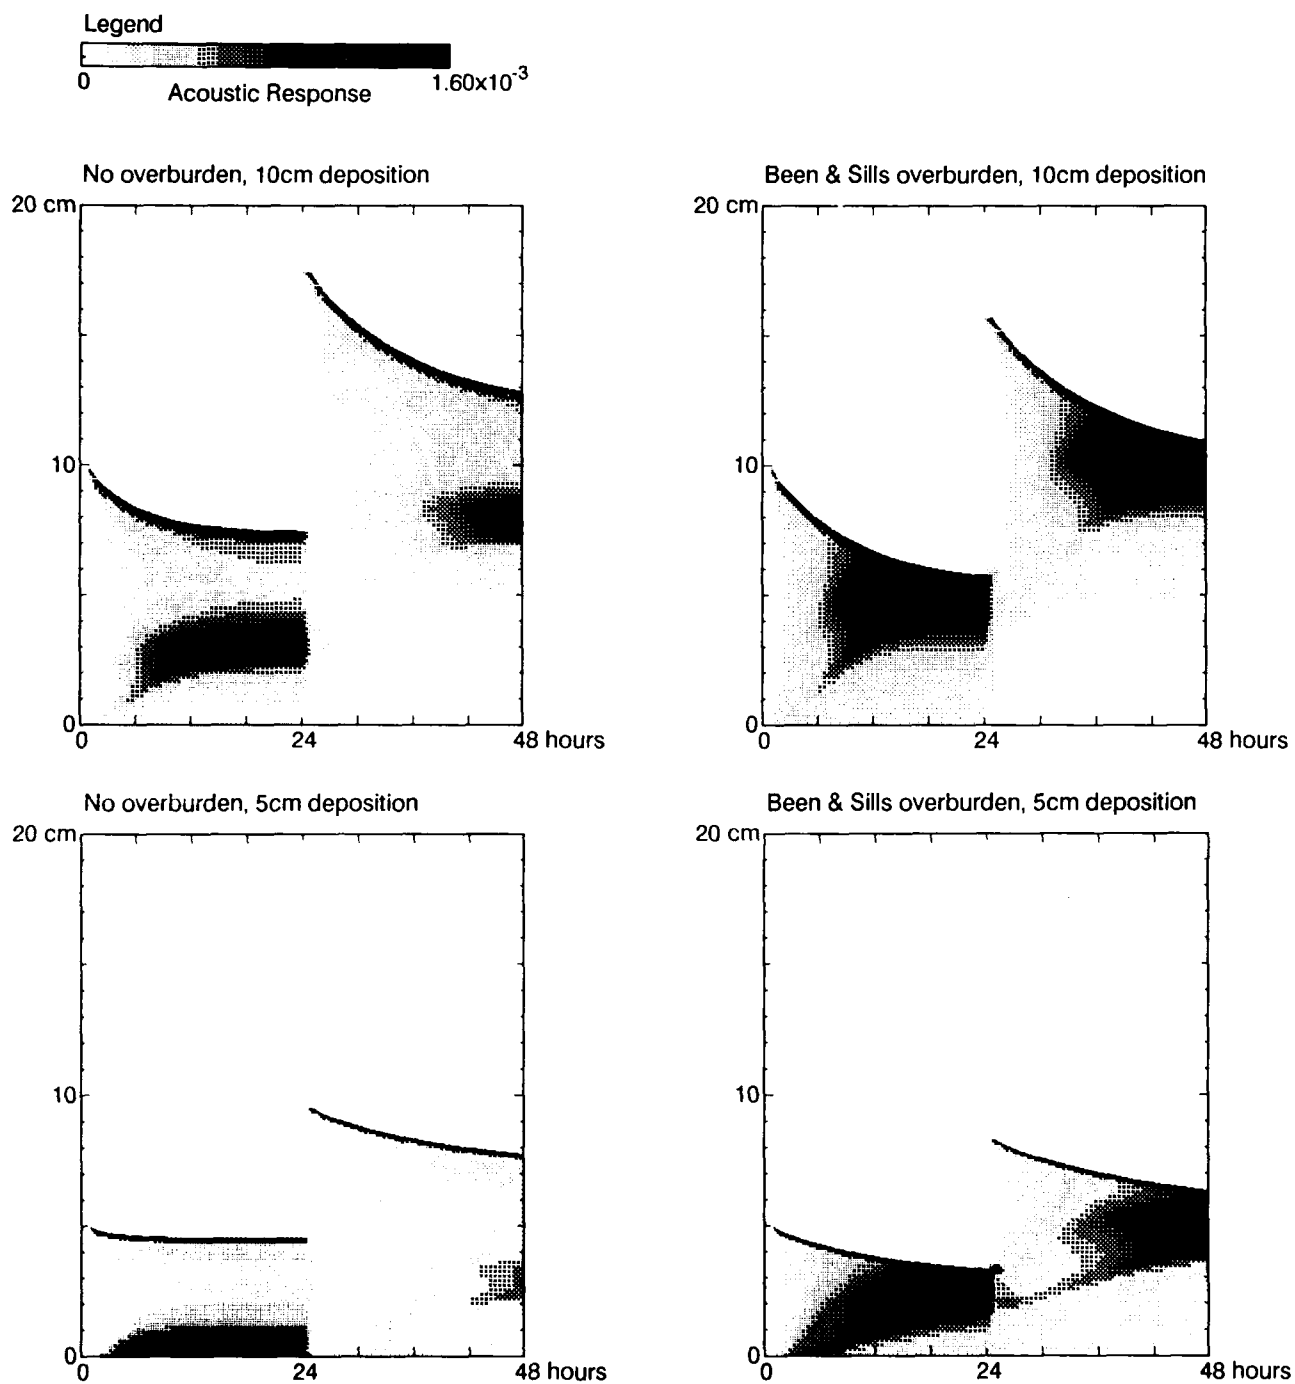 Legend
0 1.60x10-3
Acoustic Response
No overburden, 10cm deposition
20 cm
10
0
0 24 48 hours
Been & Sills overburden, 10cm deposition
20 cm
10
0
0 24 48 hours
No overburden, 5cm deposition
20 cm
10
0
0 24 48 hours
Been & Sills overburden, 5cm deposition
20 cm
10
0
0 24 48 hours